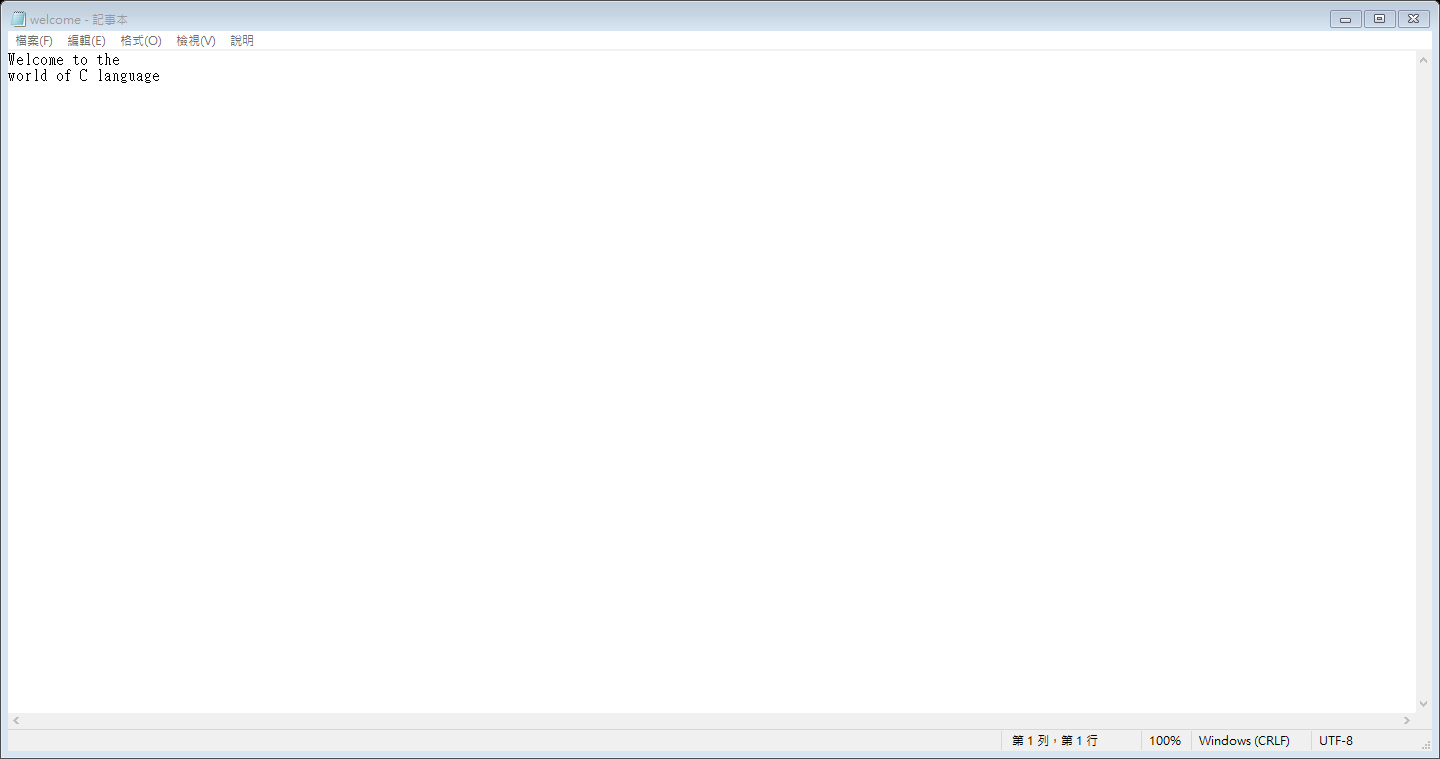 welcome - 記事本
檔案(F) 編輯(E) 格式(O) 檢視(V) 說明
Welcome to the
world of C language
第 1 列，第 1 行 100% Windows (CRLF) UTF-8